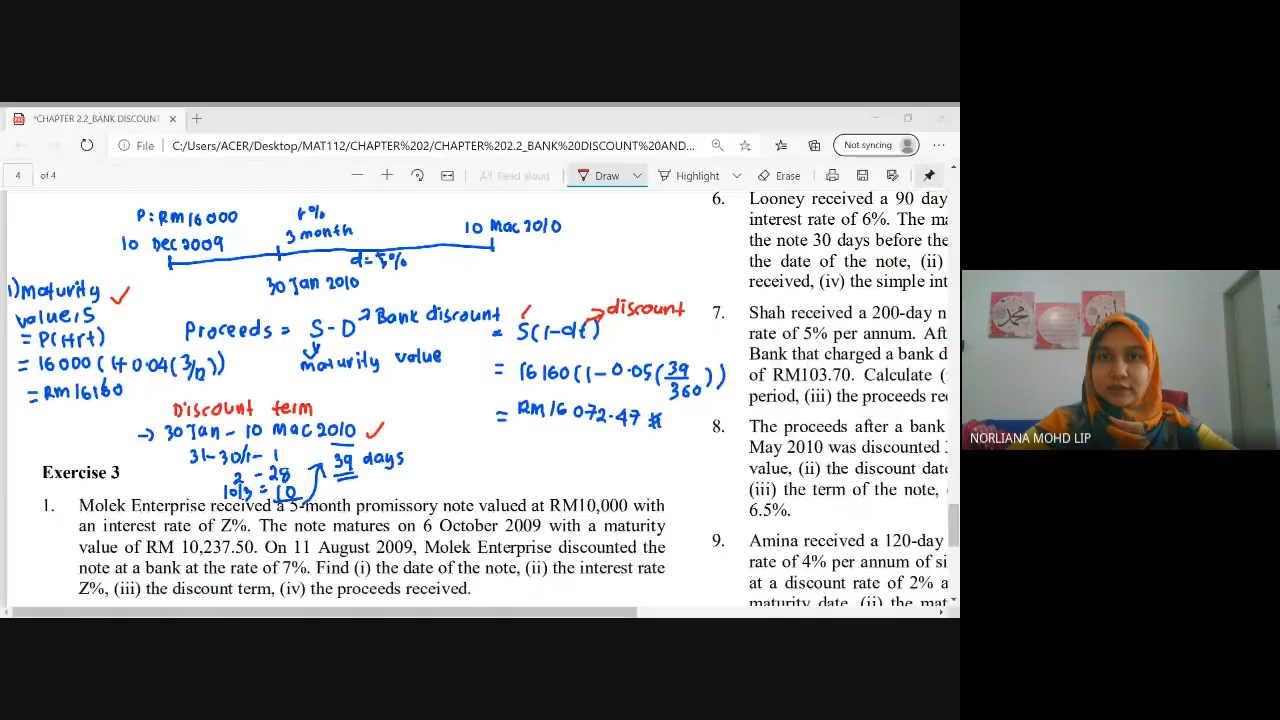 *CHAPTER 2.2_BANK DISCOUNT
File
C:/Users/ACER/Desktop/MAT112/CHAPTER%202/CHAPTER%202.2_BANK%20DISCOUNT%20AND...
Not syncing
4 of 4
Read aloud
Draw
Highlight
Erase
P: RM16000
10 Dec 2009
r%
3 month
10 Mac 2010
d = 5%
30 Jan 2010
i) maturity
value, S
= P(1+rt)
= 16000(1+0.04(3/12))
= RM16160
Proceeds = S - D → Bank discount
maturity value
= S(1-dt) → discount
= 16160(1-0.05(39/360))
= RM16 072.47
Discount term
→ 30 Jan - 10 Mac 2010
31-30/1- 1
2 - 28
10/3 = 10
39 days
Exercise 3
1. Molek Enterprise received a 5-month promissory note valued at RM10,000 with
an interest rate of Z%. The note matures on 6 October 2009 with a maturity
value of RM 10,237.50. On 11 August 2009, Molek Enterprise discounted the
note at a bank at the rate of 7%. Find (i) the date of the note, (ii) the interest rate
Z%, (iii) the discount term, (iv) the proceeds received.
6. Looney received a 90 day
interest rate of 6%. The ma
the note 30 days before the
the date of the note, (ii)
received, (iv) the simple int
7. Shah received a 200-day n
rate of 5% per annum. Aft
Bank that charged a bank d
of RM103.70. Calculate (
period, (iii) the proceeds rec
8. The proceeds after a bank
May 2010 was discounted 3
value, (ii) the discount date
(iii) the term of the note,
6.5%.
9. Amina received a 120-day
rate of 4% per annum of si
at a discount rate of 2% a
maturity date, (ii) the mat
NORLIANA MOHD LIP